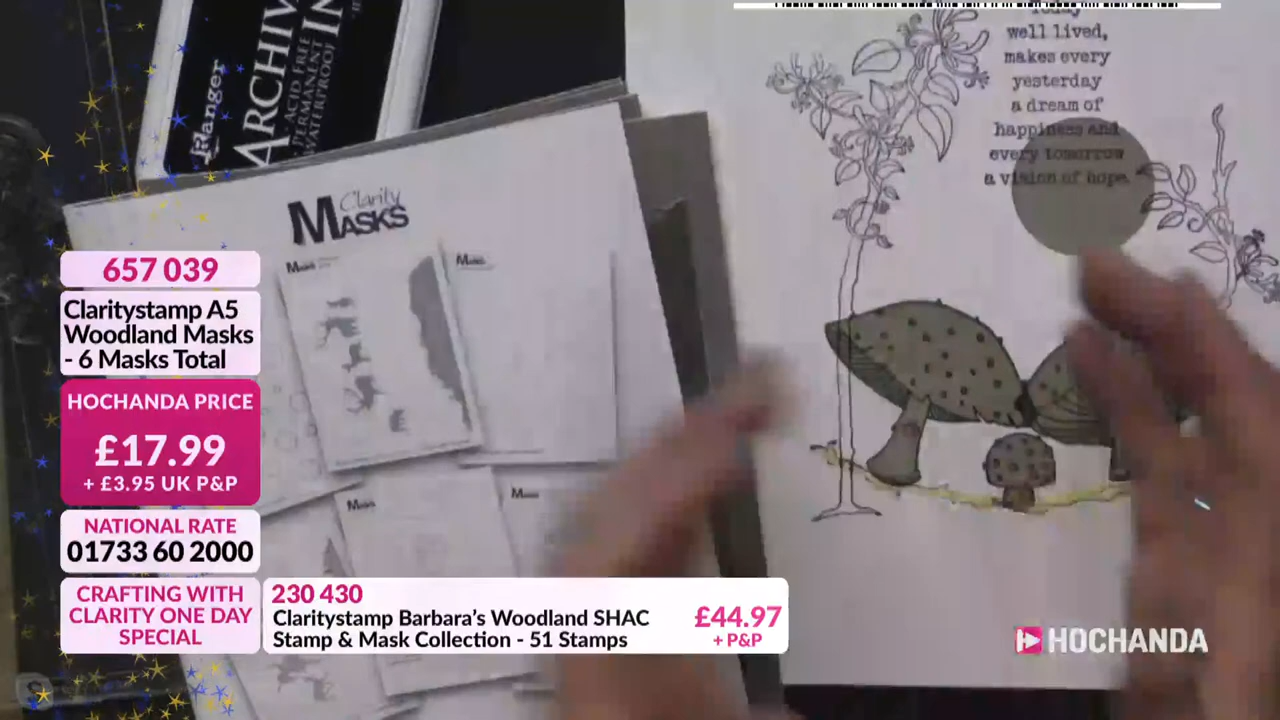 Ranger
ARCHIV
ACID FREE
PERMANENT
WATERPROOF
well lived,
makes every
yesterday
a dream of
happiness and
every tomorrow
a vision of hope.
Clarity
MASKS
657 039
Claritystamp A5
Woodland Masks
- 6 Masks Total
HOCHANDA PRICE
£17.99
+ £3.95 UK P&P
NATIONAL RATE
01733 60 2000
CRAFTING WITH
CLARITY ONE DAY
SPECIAL
230 430
Claritystamp Barbara's Woodland SHAC
Stamp & Mask Collection - 51 Stamps
£44.97
+ P&P
HOCHANDA